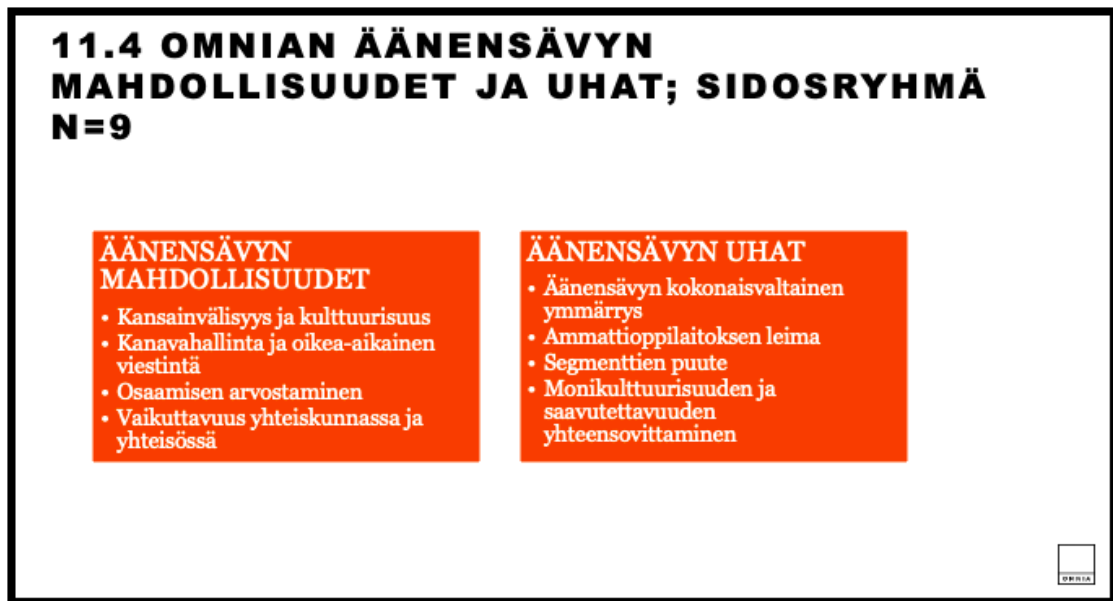 11.4 OMNIAN ÄÄNENSÄVYN
MAHDOLLISUUDET JA UHAT; SIDOSRYHMÄ
N=9
ÄÄNENSÄVYN
MAHDOLLISUUDET
• Kansainvälisyys ja kulttuurisuus
• Kanavahallinta ja oikea-aikainen
viestintä
• Osaamisen arvostaminen
• Vaikuttavuus yhteiskunnassa ja
yhteisössä
ÄÄNENSÄVYN UHAT
• Äänensävyn kokonaisvaltainen
ymmärrys
• Ammattioppilaitoksen leima
• Segmenttien puute
• Monikulttuurisuuden ja
saavutettavuuden
yhteensovittaminen
OMNIA